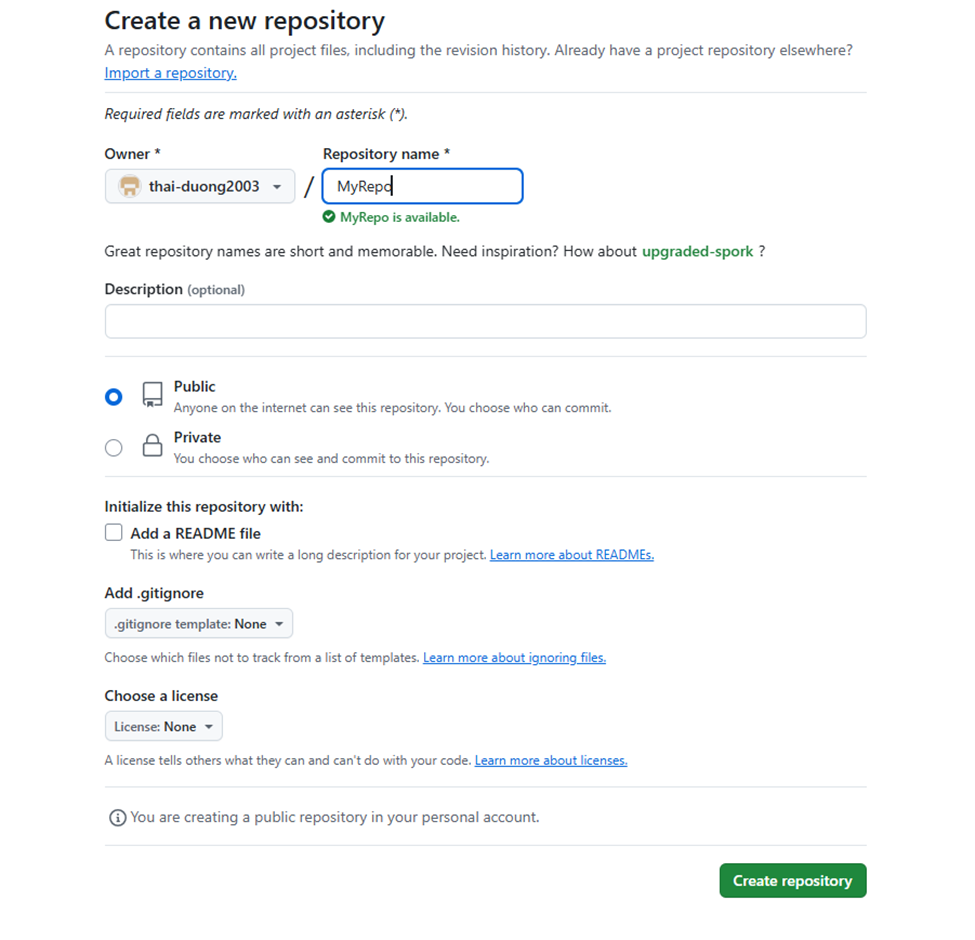 Create a new repository
A repository contains all project files, including the revision history. Already have a project repository elsewhere?
Import a repository.
Required fields are marked with an asterisk (*).
Owner * Repository name *
thai-duong2003 / MyRepo
MyRepo is available.
Great repository names are short and memorable. Need inspiration? How about upgraded-spork ?
Description (optional)
Public
Anyone on the internet can see this repository. You choose who can commit.
Private
You choose who can see and commit to this repository.
Initialize this repository with:
Add a README file
This is where you can write a long description for your project. Learn more about READMEs.
Add .gitignore
.gitignore template: None
Choose which files not to track from a list of templates. Learn more about ignoring files.
Choose a license
License: None
A license tells others what they can and can't do with your code. Learn more about licenses.
You are creating a public repository in your personal account.
Create repository